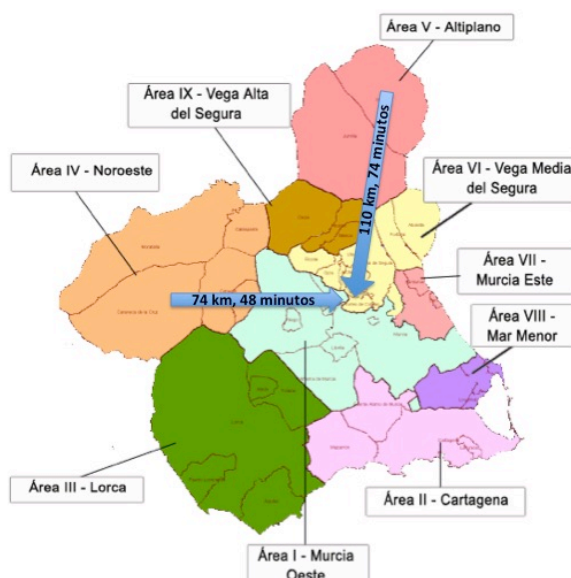 Área V - Altiplano
Área IX - Vega Alta
del Segura
Área IV - Noroeste
110 km, 74 minutos
Área VI - Vega Media
del Segura
Área VII -
Murcia Este
74 km, 48 minutos
Área VIII -
Mar Menor
Área III - Lorca
Área II - Cartagena
Área I - Murcia
Oeste